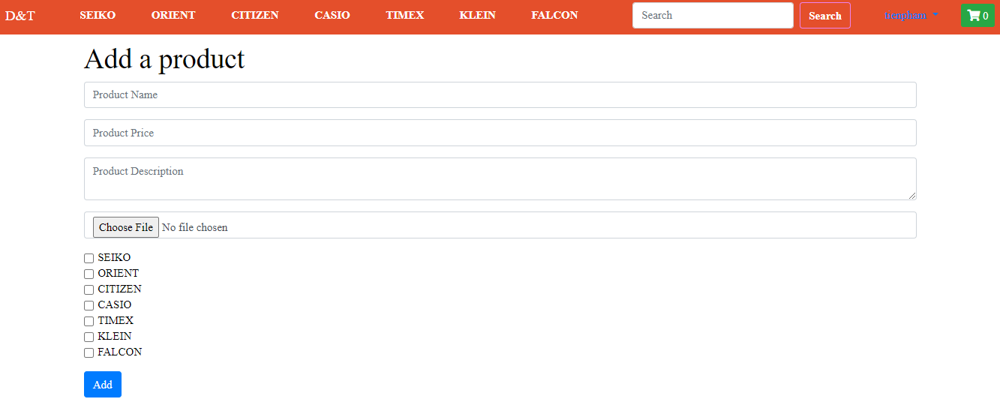 D&T SEIKO ORIENT CITIZEN CASIO TIMEX KLEIN FALCON Search Search tienpham 0
Add a product
Product Name
Product Price
Product Description
Choose File No file chosen
SEIKO
ORIENT
CITIZEN
CASIO
TIMEX
KLEIN
FALCON
Add